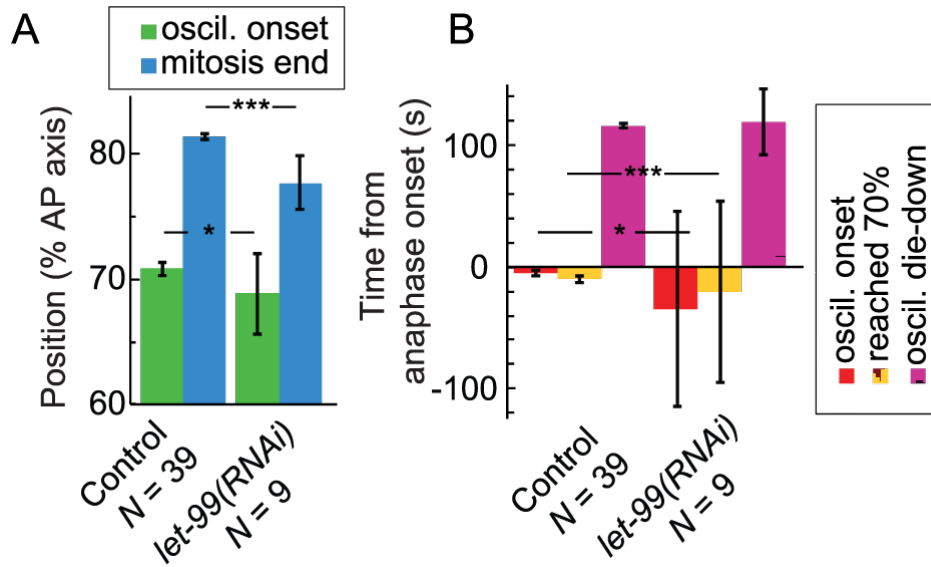 A
oscil. onset
mitosis end
Position (% AP axis)
80
70
60
***
*
Control
N = 39
let-99(RNAi)
N = 9
B
Time from
anaphase onset (s)
100
0
-100
***
*
Control
N = 39
let-99(RNAi)
N = 9
oscil. onset
reached 70%
oscil. die-down